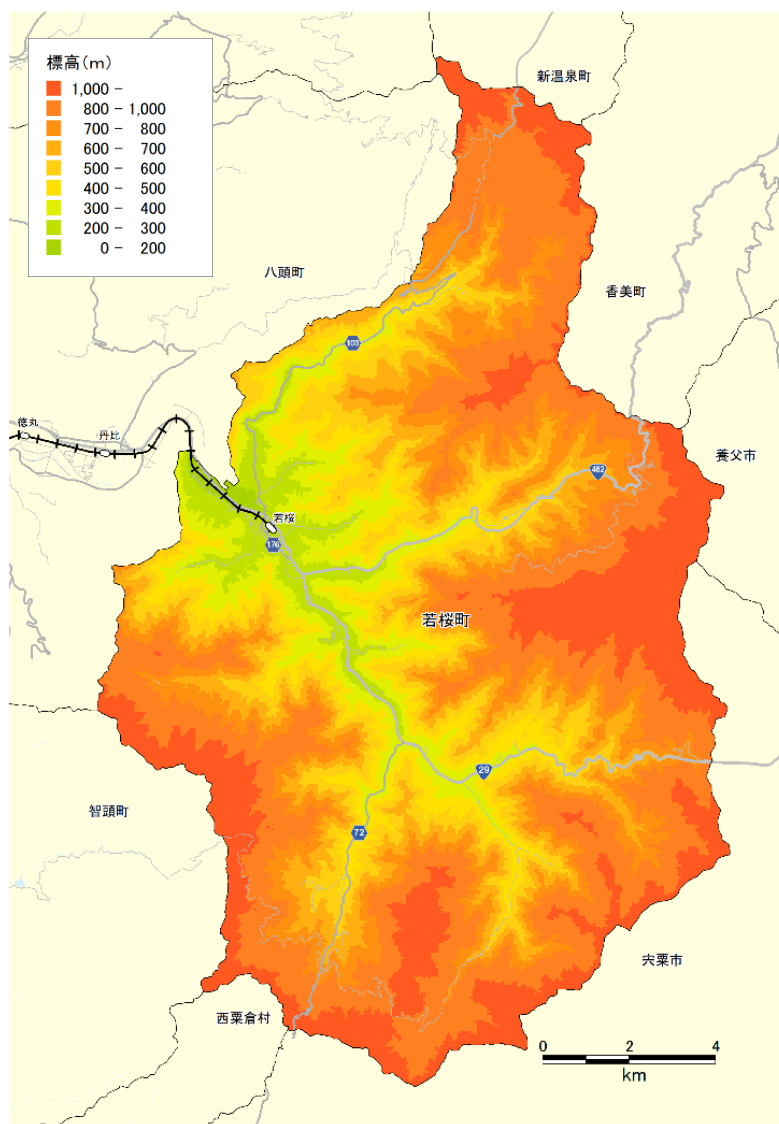 標高(m)
1,000 -
800 - 1,000
700 - 800
600 - 700
500 - 600
400 - 500
300 - 400
200 - 300
0 - 200
新温泉町
八頭町
香美町
103
徳丸
丹比
養父市
482
若桜
176
若桜町
29
智頭町
72
宍粟市
西粟倉村
0 2 4
km